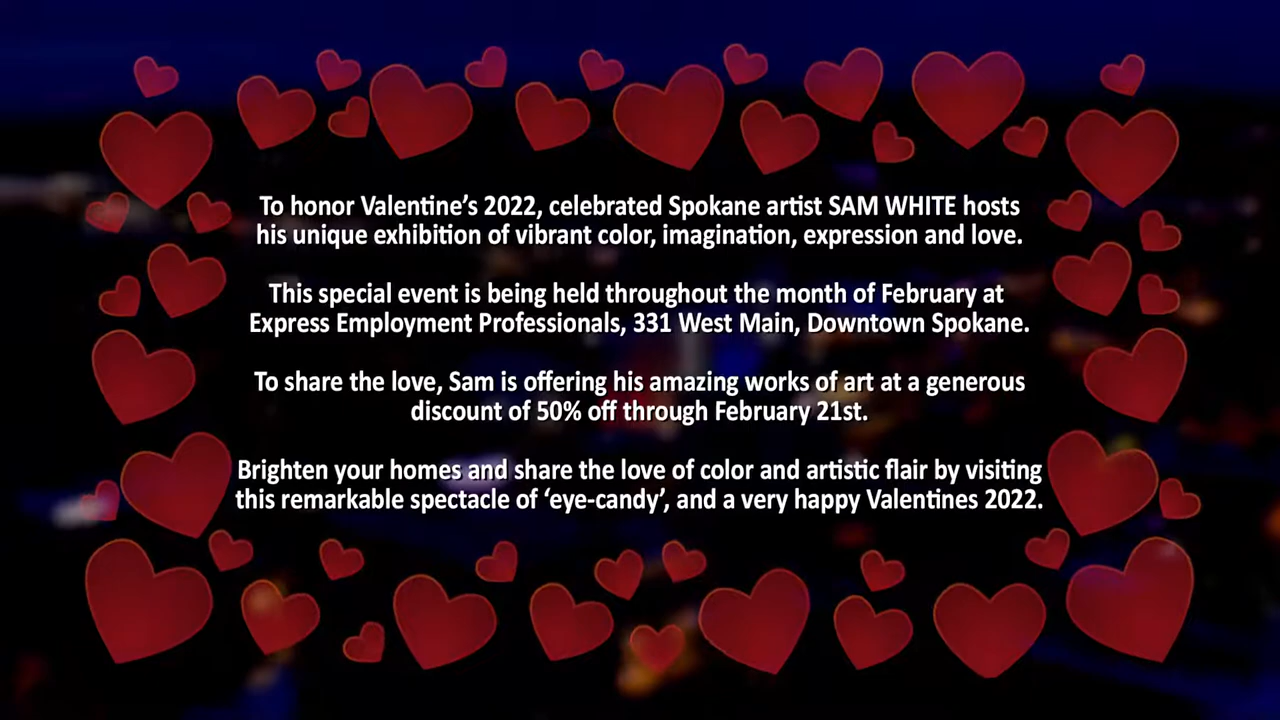 To honor Valentine’s 2022, celebrated Spokane artist SAM WHITE hosts
his unique exhibition of vibrant color, imagination, expression and love.
This special event is being held throughout the month of February at
Express Employment Professionals, 331 West Main, Downtown Spokane.
To share the love, Sam is offering his amazing works of art at a generous
discount of 50% off through February 21st.
Brighten your homes and share the love of color and artistic flair by visiting
this remarkable spectacle of ‘eye-candy’, and a very happy Valentines 2022.